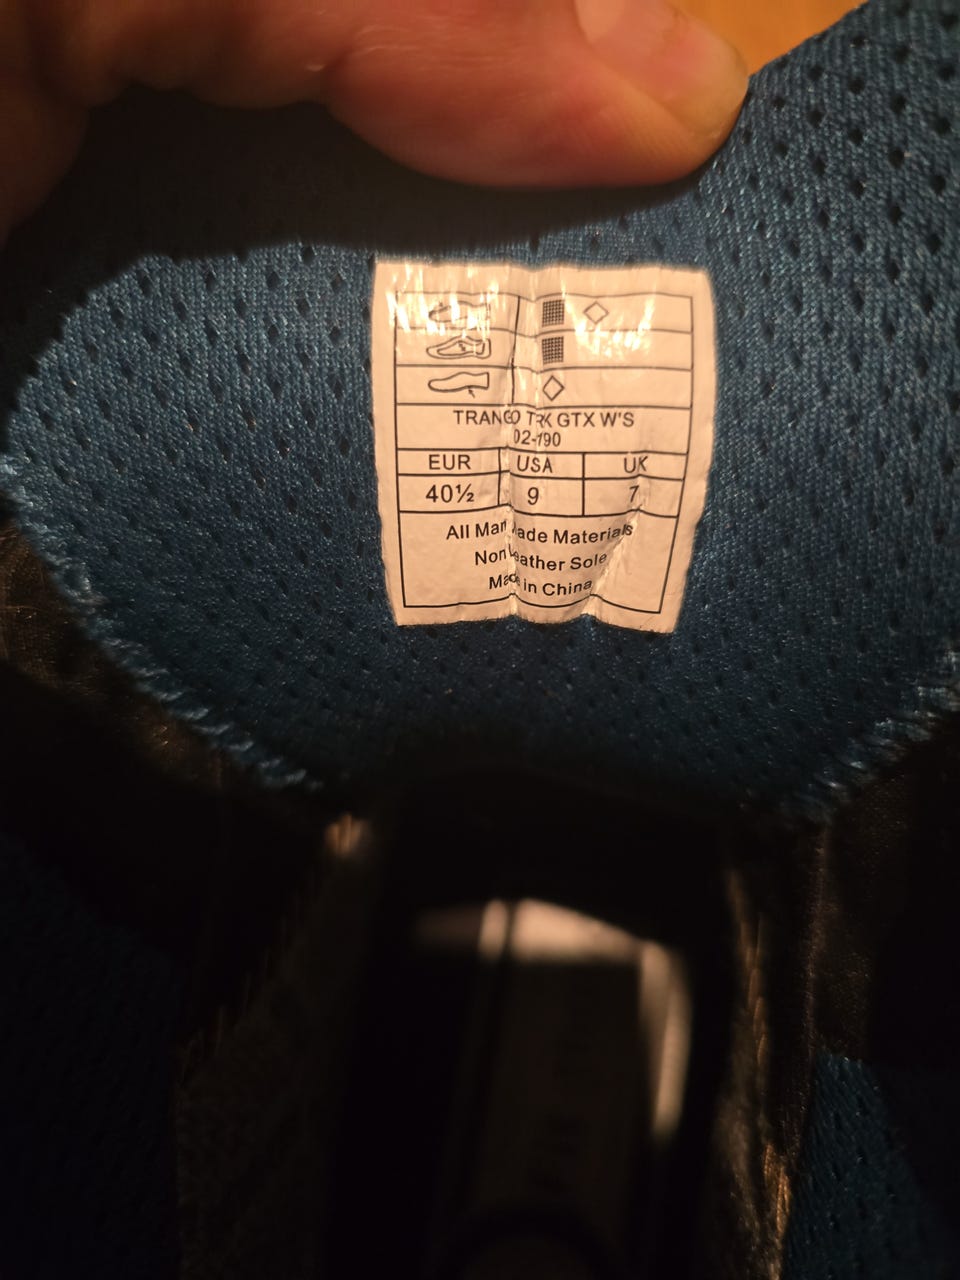 TRANGO TRK GTX W'S
02-190
EUR USA UK
40½ 9 7
All Man made Materials
Non Leather Sole
Made in China